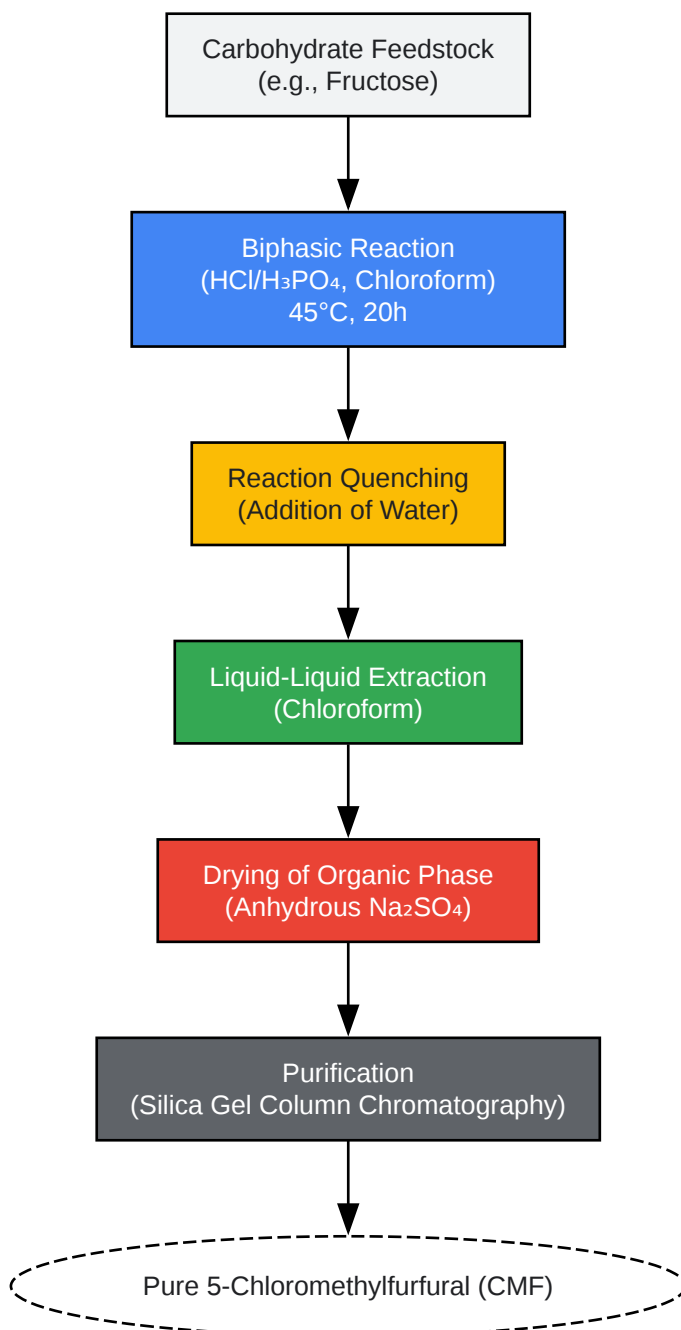 Carbohydrate Feedstock
(e.g., Fructose)
Biphasic Reaction
(HCl/H₃PO₄, Chloroform)
45°C, 20h
Reaction Quenching
(Addition of Water)
Liquid-Liquid Extraction
(Chloroform)
Drying of Organic Phase
(Anhydrous Na₂SO₄)
Purification
(Silica Gel Column Chromatography)
Pure 5-Chloromethylfurfural (CMF)